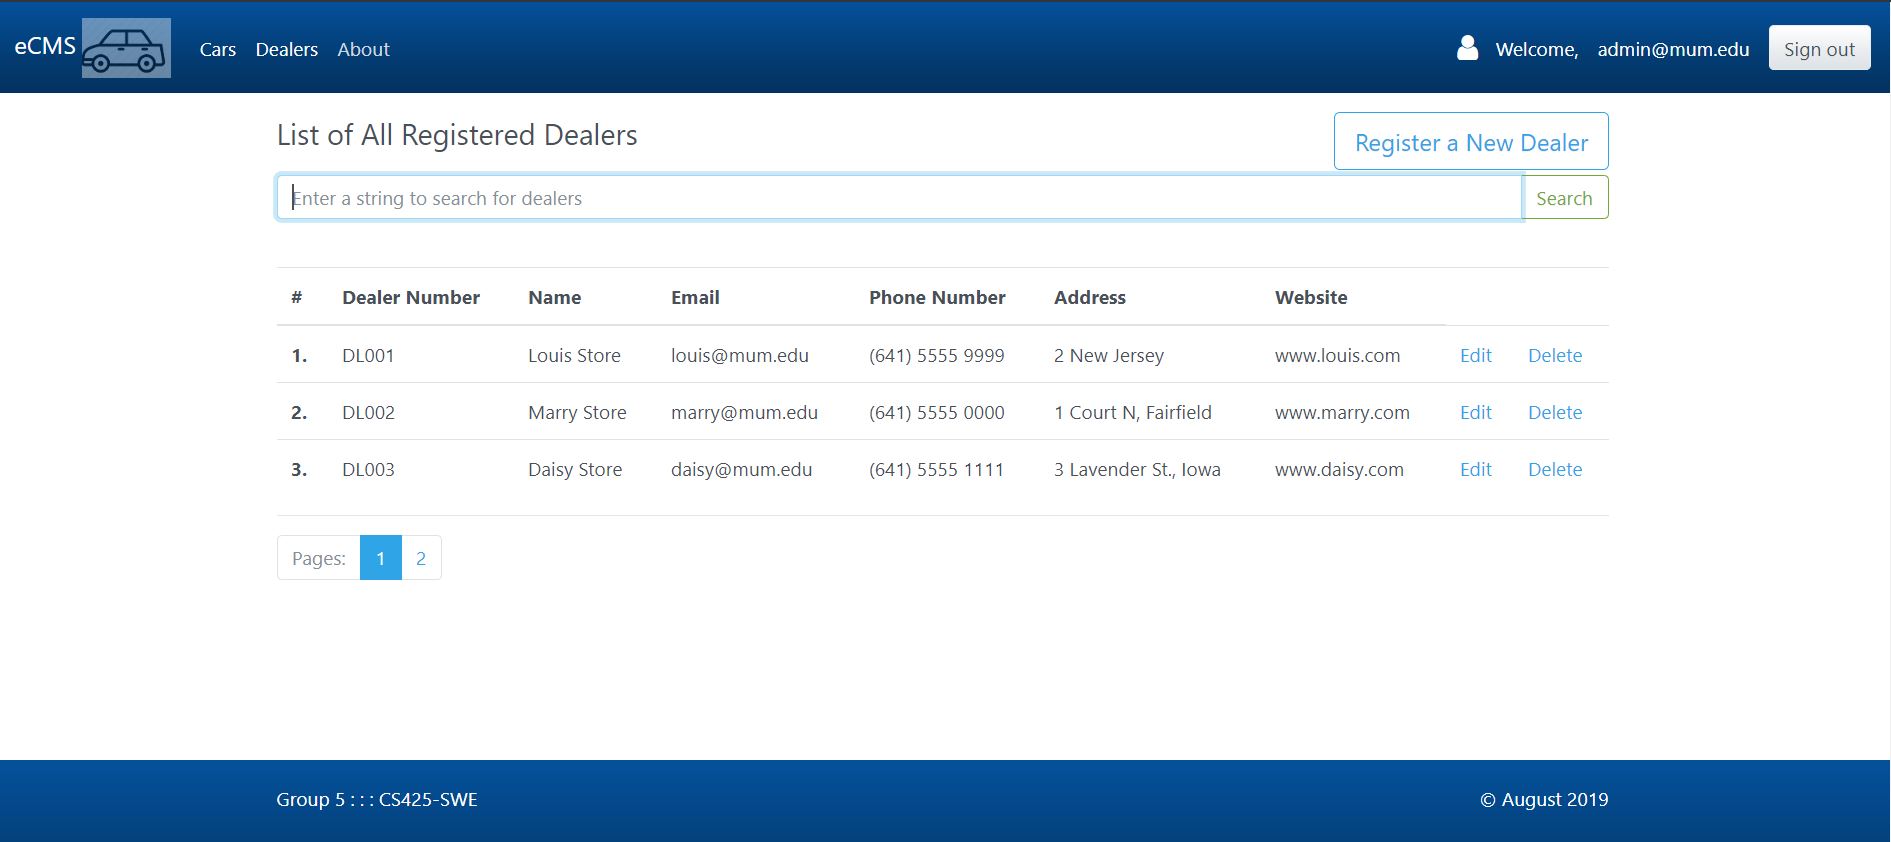 eCMS Cars Dealers About Welcome, admin@mum.edu Sign out
List of All Registered Dealers Register a New Dealer
Enter a string to search for dealers Search
# Dealer Number Name Email Phone Number Address Website
1. DL001 Louis Store louis@mum.edu (641) 5555 9999 2 New Jersey www.louis.com Edit Delete
2. DL002 Marry Store marry@mum.edu (641) 5555 0000 1 Court N, Fairfield www.marry.com Edit Delete
3. DL003 Daisy Store daisy@mum.edu (641) 5555 1111 3 Lavender St., Iowa www.daisy.com Edit Delete
Pages: 1 2
Group 5 : : : CS425-SWE © August 2019